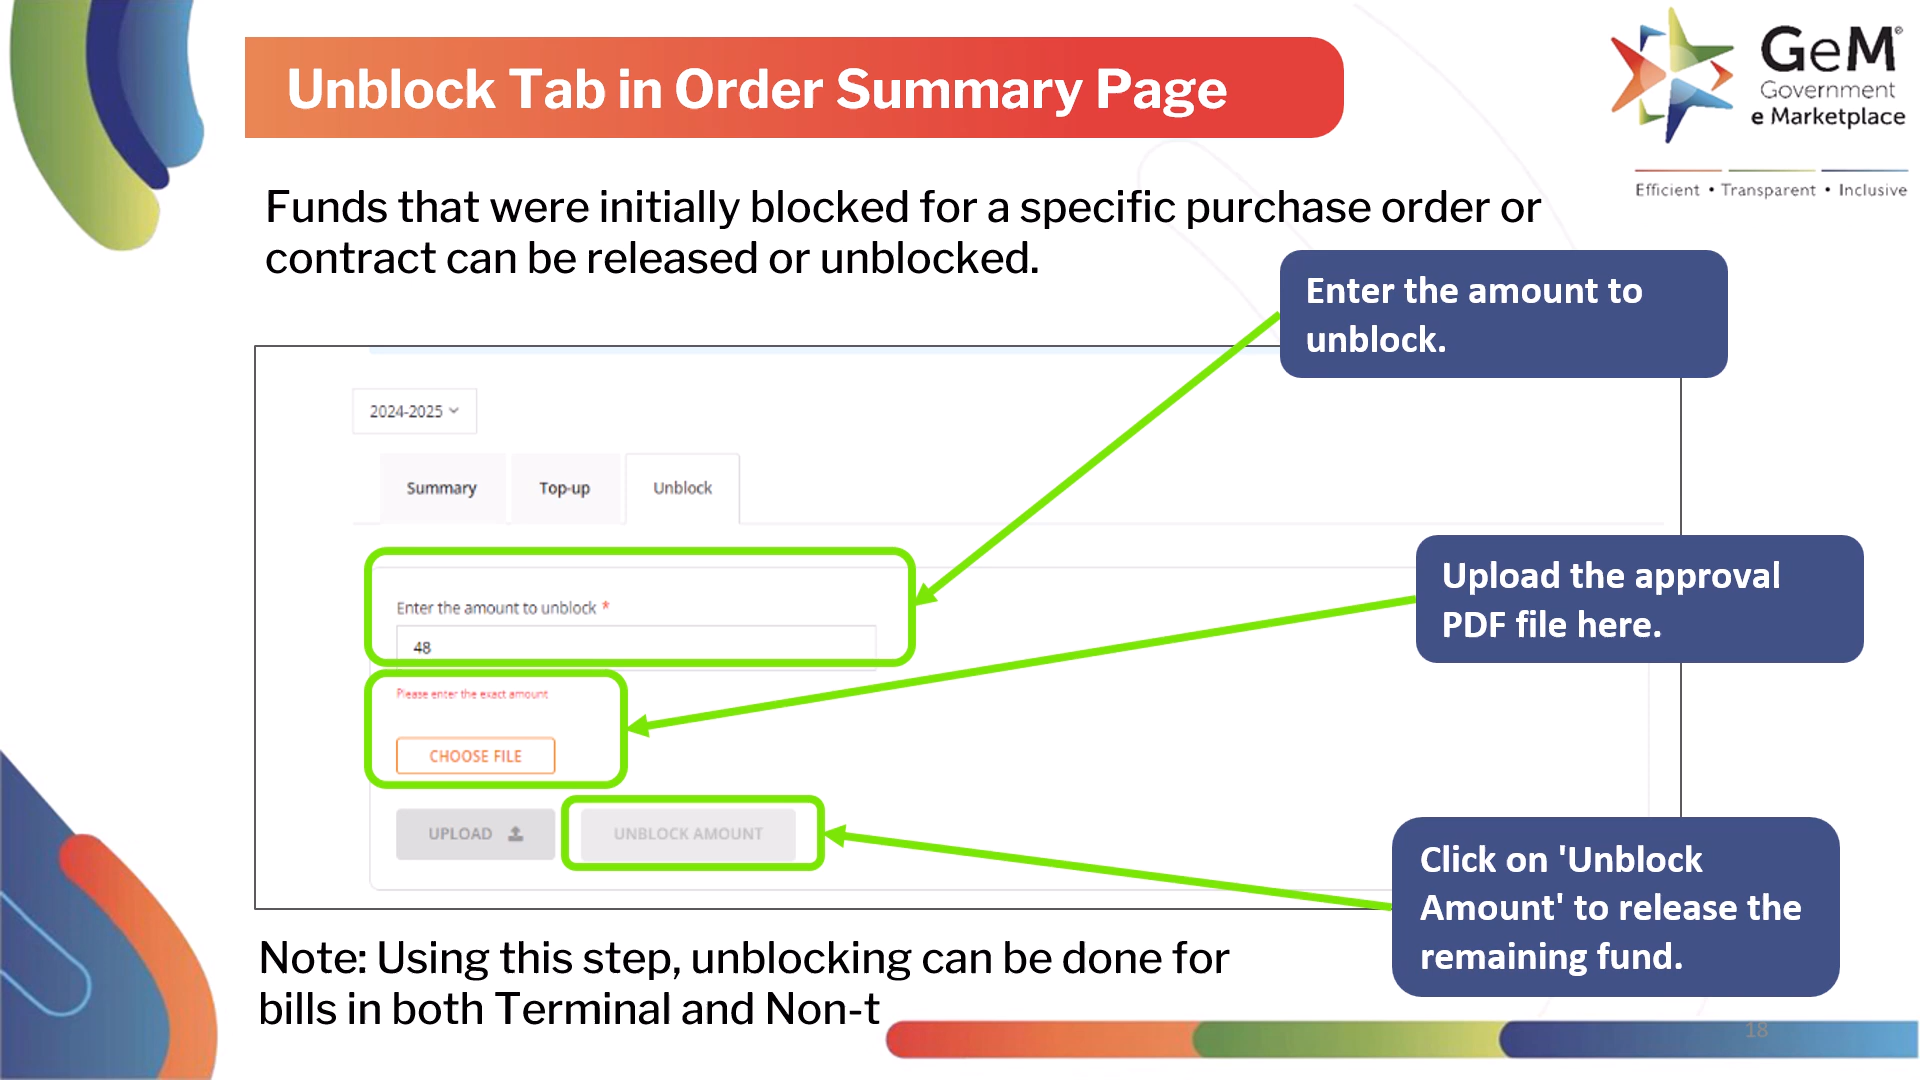 Unblock Tab in Order Summary Page
GeM®
Government
e Marketplace
Efficient • Transparent • Inclusive
Funds that were initially blocked for a specific purchase order or
contract can be released or unblocked.
Enter the amount to
unblock.
2024-2025
Summary
Top-up
Unblock
Upload the approval
PDF file here.
Enter the amount to unblock *
48
Please enter the exact amount
CHOOSE FILE
UPLOAD
UNBLOCK AMOUNT
Click on 'Unblock
Amount' to release the
remaining fund.
Note: Using this step, unblocking can be done for
bills in both Terminal and Non-t
18